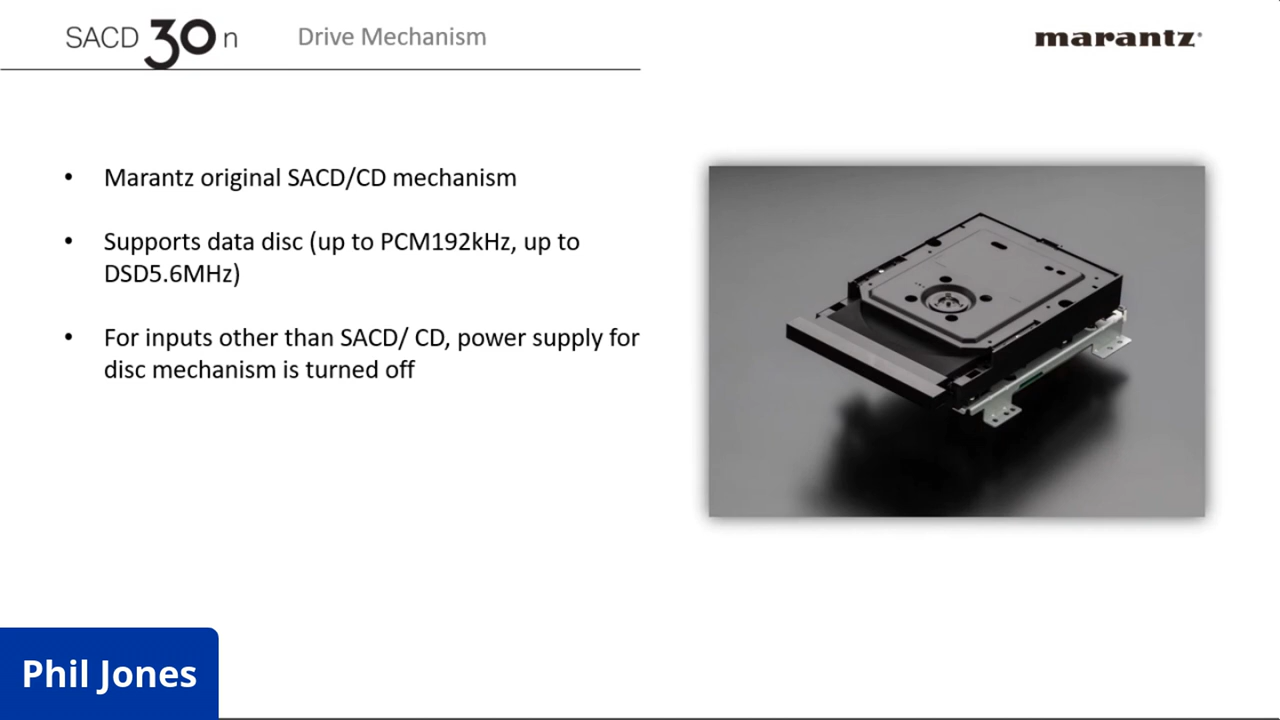 SACD 30 n Drive Mechanism marantz
• Marantz original SACD/CD mechanism
• Supports data disc (up to PCM192kHz, up to
DSD5.6MHz)
• For inputs other than SACD/ CD, power supply for
disc mechanism is turned off
Phil Jones